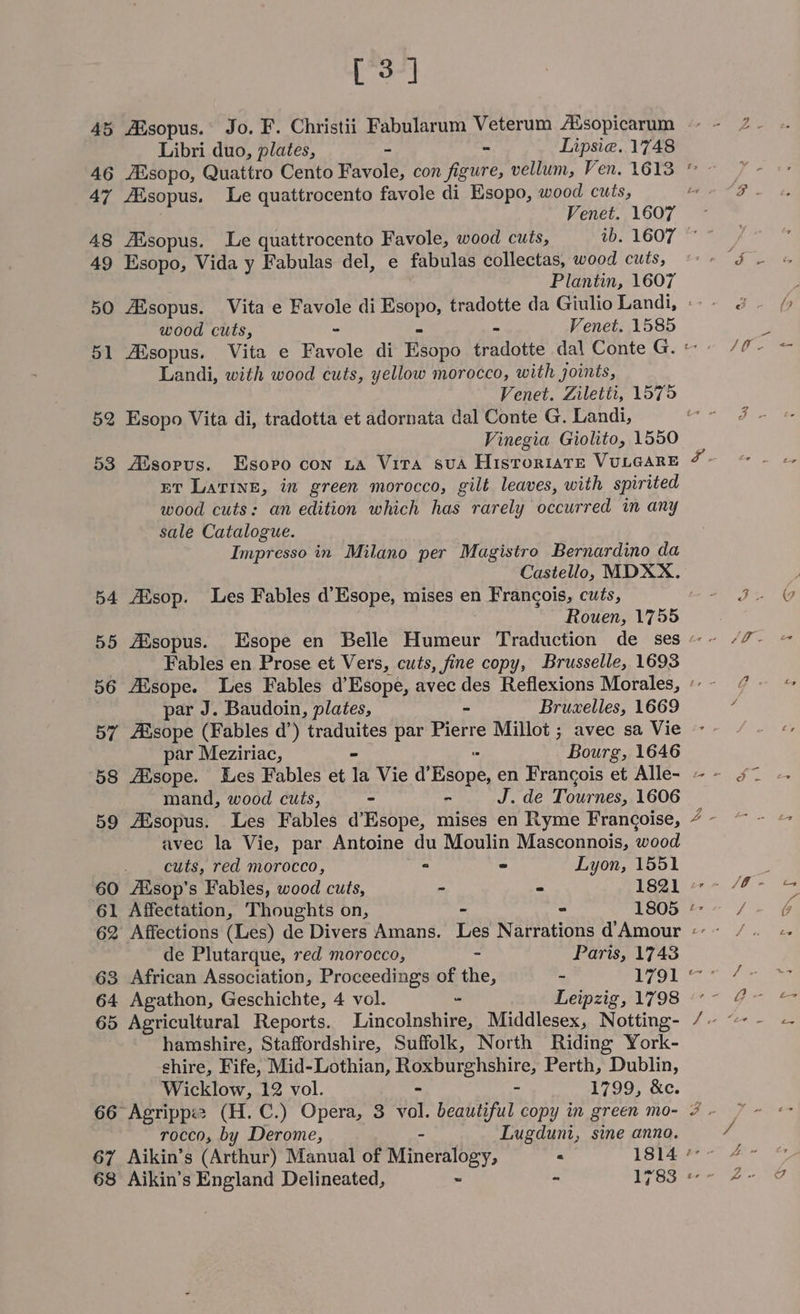 [ 3 ]
45 Æsopus. Jo. F. Christii Fabularum Veterum Æsopicarum
Libri duo, plates, - - Lipsiæ. 1748
46 Æsopo, Quattro Cento Favole, con figure, vellum, Ven. 1613
47 Æsopus. Le quattrocento favole di Esopo, wood cuts,
Venet. 1607
48 Æsopus. Le quattrocento Favole, wood cuts, ib. 1607
49 Esopo, Vida y Fabulas del, e fabulas collectas, wood cuts,
Plantin, 1607
50 Æsopus. Vita e Favole di Esopo, tradotte da Giulio Landi,
wood cuts, - - - Venet. 1585
51 Æsopus. Vita e Favole di Esopo tradotte dal Conte G.
Landi, with wood cuts, yellow morocco, with joints,
Venet. Ziletti, 1575
52 Esopo Vita di, tradotta et adornata dal Conte G. Landi,
Vinegia Giolito, 1550
53 Æsopus. Esopo con la Vita sua Historiate Vulgare
et Latine, in green morocco, gilt leaves, with spirited
wood cuts: an edition which has rarely occurred in any
sale Catalogue.
Impresso in Milano per Magistro Bernardino da
Castello, MDXX.
54 Æsop. Les Fables d'Esope, mises en François, cuts,
Rouen, 1755
55 Æsopus. Esope en Belle Humeur Traduction de ses
Fables en Prose et Vers, cuts, fine copy, Brusselle, 1693
56 Æsope. Les Fables d'Esope, avec des Reflexions Morales,
par J. Baudoin, plates, - Bruxelles, 1669
57 Æsope (Fables d') traduites par Pierre Millot ; avec sa Vie
par Meziriac, - - Bourg, 1646
58 Æsope. Les Fables et la Vie d'Esope, en François et Alle-
mand, wood cuts, - - J. de Tournes, 1606
59 Æsopus. Les Fables d'Esope, mises en Ryme Françoise,
avec la Vie, par Antoine du Moulin Masconnois, wood
cuts, red morocco, - - Lyon, 1551
60 Æsop's Fables, wood cuts, - - 1821
61 Affectation, Thoughts on, - - 1805
62 Affections (Les) de Divers Amans. Les Narrations d'Amour
de Plutarque, red morocco, - Paris, 1743
63 African Association, Proceedings of the, - 1791
64 Agathon, Geschichte, 4 vol. - Leipzig, 1798
65 Agricultural Reports. Lincolnshire, Middlesex, Notting-
hamshire, Staffordshire, Suffolk, North Riding York-
shire, Fife, Mid-Lothian, Roxburghshire, Perth, Dublin,
Wicklow, 12 vol. - - 1799, &c.
66 Agrippæ (H. C.) Opera, 3 vol. beautiful copy in green mo-
rocco, by Derome, - Lugduni, sine anno.
67 Aikin's (Arthur) Manual of Mineralogy, - 1814
68 Aikin's England Delineated, - - 1783